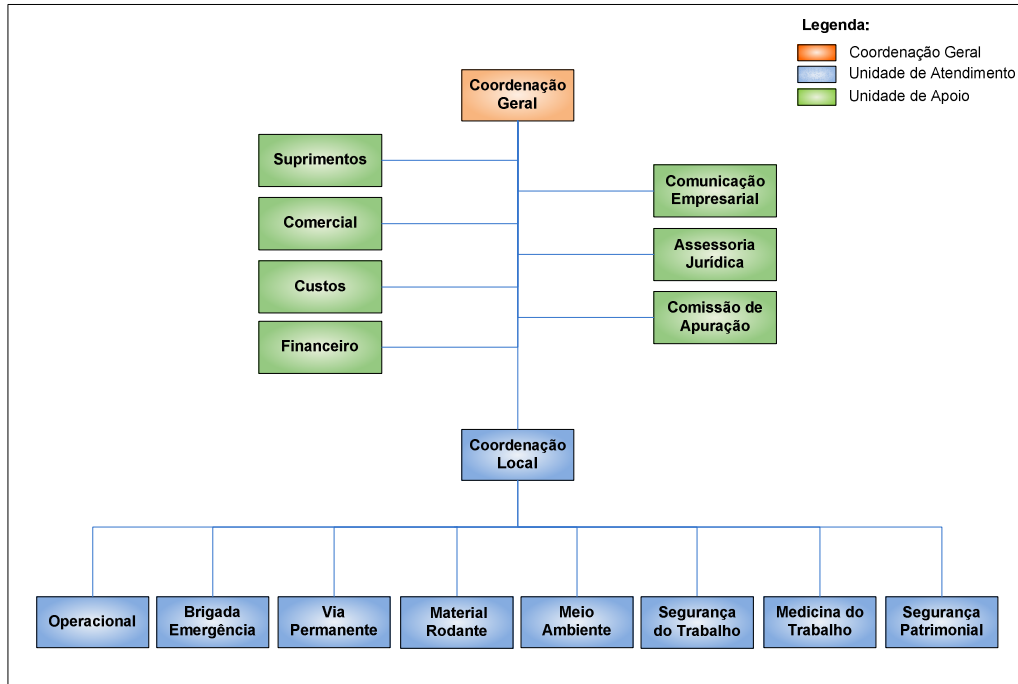 Legenda:
Coordenação Geral
Unidade de Atendimento
Unidade de Apoio
Coordenação
Geral
Suprimentos
Comercial
Custos
Financeiro
Comunicação
Empresarial
Assessoria
Jurídica
Comissão de
Apuração
Coordenação
Local
Operacional
Brigada
Emergência
Via
Permanente
Material
Rodante
Meio
Ambiente
Segurança
do Trabalho
Medicina do
Trabalho
Segurança
Patrimonial